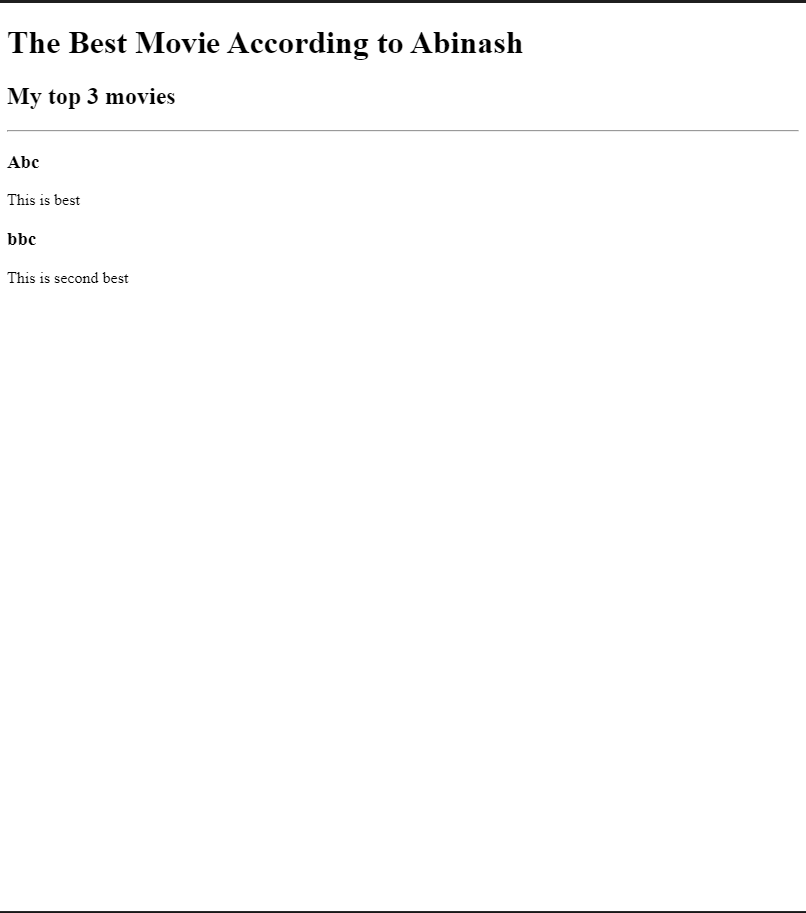 The Best Movie According to Abinash
My top 3 movies
Abc
This is best
bbc
This is second best